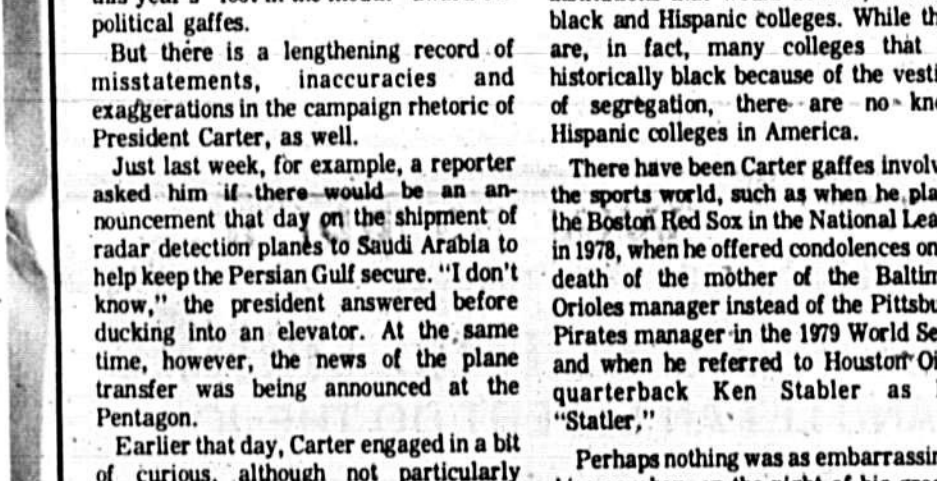 political gaffes.
But there is a lengthening record of
misstatements, inaccuracies and
exaggerations in the campaign rhetoric of
President Carter, as well.
Just last week, for example, a reporter
asked him if there would be an an-
nouncement that day on the shipment of
radar detection planes to Saudi Arabia to
help keep the Persian Gulf secure. "I don't
know," the president answered before
ducking into an elevator. At the same
time, however, the news of the plane
transfer was being announced at the
Pentagon.
Earlier that day, Carter engaged in a bit
of curious, although not particularly
black and Hispanic colleges. While th
are, in fact, many colleges that
historically black because of the vesti
of segregation, there are no kno
Hispanic colleges in America.
There have been Carter gaffes involv
the sports world, such as when he pla
the Boston Red Sox in the National Lea
in 1978, when he offered condolences on
death of the mother of the Baltim
Orioles manager instead of the Pittsbu
Pirates manager in the 1979 World Se
and when he referred to Houston Oi
quarterback Ken Stabler as
"Statler."
Perhaps nothing was as embarrassin